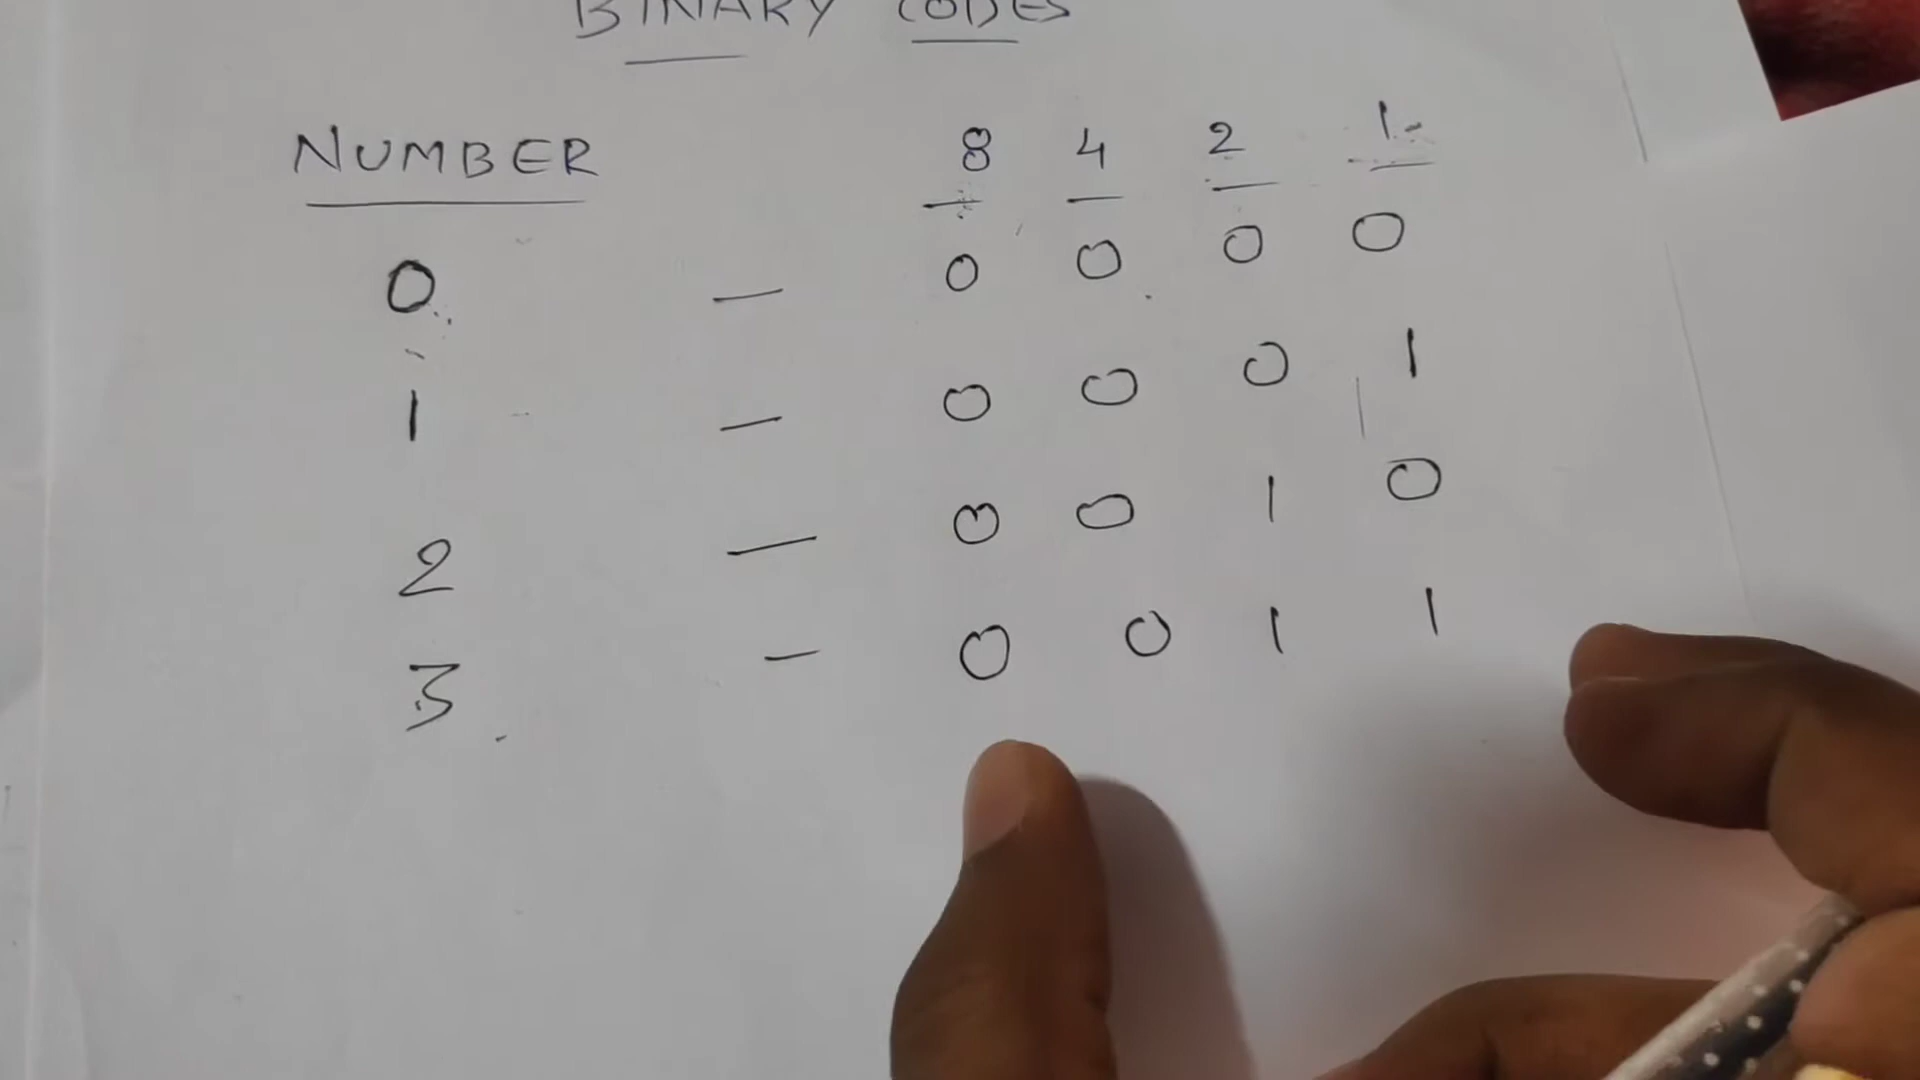 BINARY CODES
NUMBER 8 4 2 1
0 — 0 0 0 0
1 — 0 0 0 1
2 — 0 0 1 0
3 — 0 0 1 1